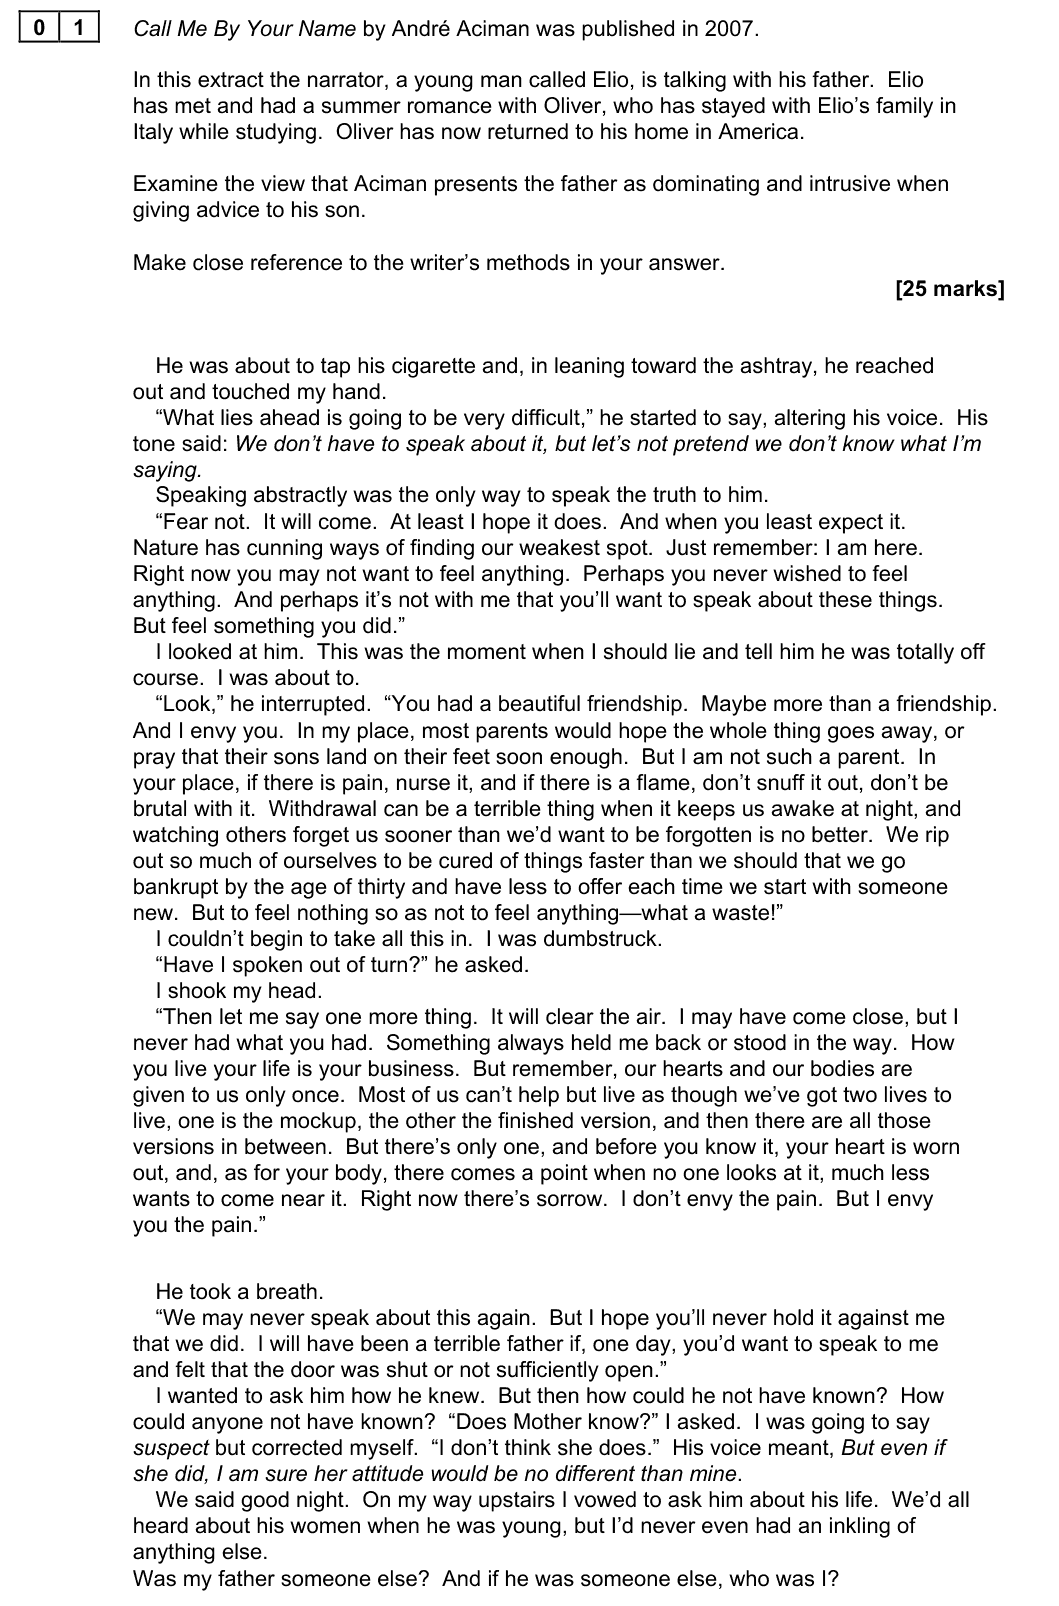 0 1 Call Me By Your Name by André Aciman was published in 2007.
In this extract the narrator, a young man called Elio, is talking with his father. Elio
has met and had a summer romance with Oliver, who has stayed with Elio's family in
Italy while studying. Oliver has now returned to his home in America.
Examine the view that Aciman presents the father as dominating and intrusive when
giving advice to his son.
Make close reference to the writer's methods in your answer.
[25 marks]
He was about to tap his cigarette and, in leaning toward the ashtray, he reached
out and touched my hand.
“What lies ahead is going to be very difficult,” he started to say, altering his voice. His
tone said: We don't have to speak about it, but let's not pretend we don't know what I'm
saying.
Speaking abstractly was the only way to speak the truth to him.
“Fear not. It will come. At least I hope it does. And when you least expect it.
Nature has cunning ways of finding our weakest spot. Just remember: I am here.
Right now you may not want to feel anything. Perhaps you never wished to feel
anything. And perhaps it's not with me that you'll want to speak about these things.
But feel something you did.”
I looked at him. This was the moment when I should lie and tell him he was totally off
course. I was about to.
“Look,” he interrupted. “You had a beautiful friendship. Maybe more than a friendship.
And I envy you. In my place, most parents would hope the whole thing goes away, or
pray that their sons land on their feet soon enough. But I am not such a parent. In
your place, if there is pain, nurse it, and if there is a flame, don't snuff it out, don't be
brutal with it. Withdrawal can be a terrible thing when it keeps us awake at night, and
watching others forget us sooner than we'd want to be forgotten is no better. We rip
out so much of ourselves to be cured of things faster than we should that we go
bankrupt by the age of thirty and have less to offer each time we start with someone
new. But to feel nothing so as not to feel anything—what a waste!”
I couldn't begin to take all this in. I was dumbstruck.
“Have I spoken out of turn?” he asked.
I shook my head.
“Then let me say one more thing. It will clear the air. I may have come close, but I
never had what you had. Something always held me back or stood in the way. How
you live your life is your business. But remember, our hearts and our bodies are
given to us only once. Most of us can't help but live as though we've got two lives to
live, one is the mockup, the other the finished version, and then there are all those
versions in between. But there's only one, and before you know it, your heart is worn
out, and, as for your body, there comes a point when no one looks at it, much less
wants to come near it. Right now there's sorrow. I don't envy the pain. But I envy
you the pain.”
He took a breath.
“We may never speak about this again. But I hope you'll never hold it against me
that we did. I will have been a terrible father if, one day, you'd want to speak to me
and felt that the door was shut or not sufficiently open.”
I wanted to ask him how he knew. But then how could he not have known? How
could anyone not have known? “Does Mother know?” I asked. I was going to say
suspect but corrected myself. “I don't think she does.” His voice meant, But even if
she did, I am sure her attitude would be no different than mine.
We said good night. On my way upstairs I vowed to ask him about his life. We'd all
heard about his women when he was young, but I'd never even had an inkling of
anything else.
Was my father someone else? And if he was someone else, who was I?